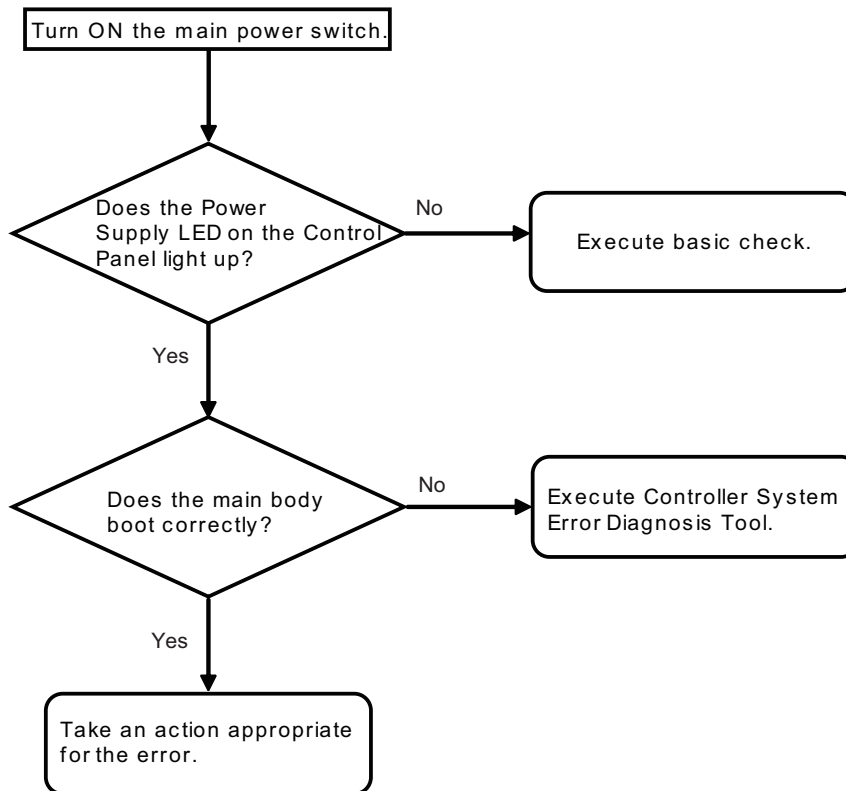 Turn ON the main power switch.
Does the Power
Supply LED on the Control
Panel light up?
No
Execute basic check.
Yes
Does the main body
boot correctly?
No
Execute Controller System
Error Diagnosis Tool.
Yes
Take an action appropriate
for the error.